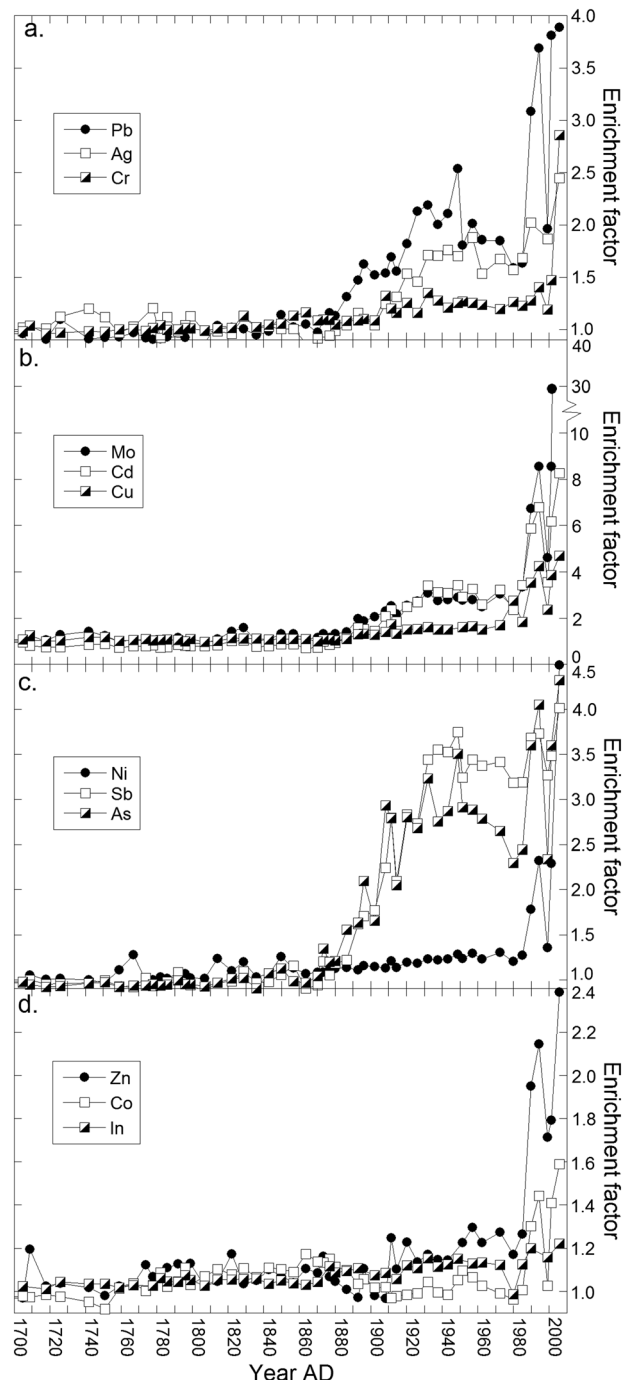 a.
4.0
3.5
3.0
2.5
2.0
1.5
1.0
Enrichment factor
Pb
Ag
Cr
b.
40
30
10
8
6
4
2
0
Enrichment factor
Mo
Cd
Cu
c.
4.5
4.0
3.5
3.0
2.5
2.0
1.5
1.0
Enrichment factor
Ni
Sb
As
d.
2.4
2.2
2.0
1.8
1.6
1.4
1.2
1.0
Enrichment factor
Zn
Co
In
1700 1720 1740 1760 1780 1800 1820 1840 1860 1880 1900 1920 1940 1960 1980 2000
Year AD